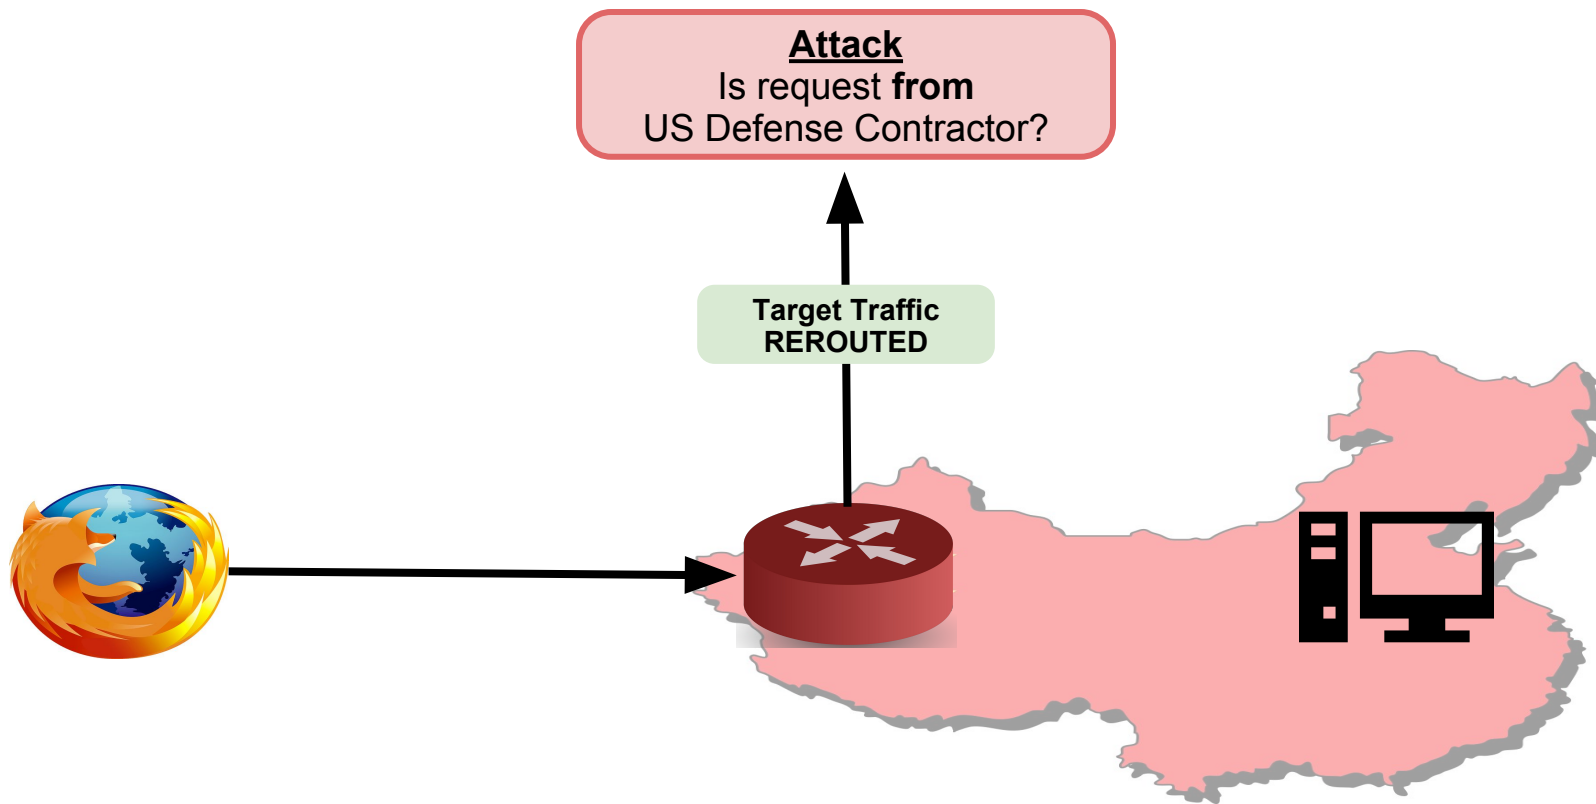 Attack
Is request from
US Defense Contractor?
Target Traffic
REROUTED